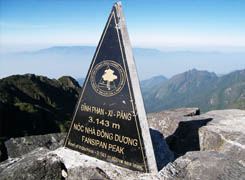 ĐỈNH PHAN - XI - PĂNG
3.143 m
NÓC NHÀ ĐÔNG DƯƠNG
FANSIPAN PEAK